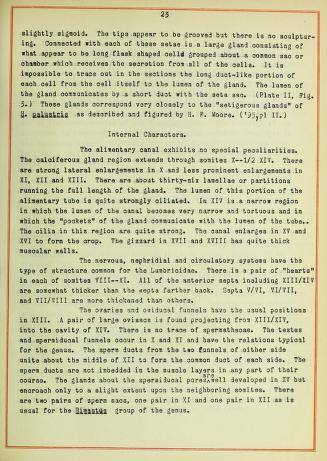 23
slightly sigmoid. The tips appear to be grooved but there is no sculptur-
ing. Connected with each of these setae is a large gland consisting of
what appear to be long flask shaped cells grouped about a common sac or
chamber which receives the secretion from all of the cells. It is
impossible to trace out in the sections the long duct-like portion of
each cell from the cell itself to the lumen of the gland. The lumen of
the gland communicates by a short duct with the seta sac. (Plate II, Fig.
5.) These glands correspond very closely to the "setigerous glands" of
H. palustris as described and figured by H. F. Moore. ('95, pl II.)
Internal Characters.
The alimentary canal exhibits no special peculiarities.
The calciferous gland region extends through somites X--1/2 XIV. There
are strong lateral enlargements in X and less prominent enlargements in
XI, XII and XIII. There are about thirty-six lamellae or partitions
running the full length of the gland. The lumen of this portion of the
alimentary tube is quite strongly ciliated. In XIV is a narrow region
in which the lumen of the canal becomes very narrow and tortuous and in
which the "pockets" of the gland communicate with the lumen of the tube..
The cilia in this region are quite strong. The canal enlarges in XV and
XVI to form the crop. The gizzard in XVII and XVIII has quite thick
muscular walls.
The nervous, nephridial and circulatory systems have the
type of structure common for the Lumbricidae. There is a pair of "hearts"
in each of somites VIII--XI. All of the anterior septa including XIII/XIV
are somewhat thicker than the septa farther back. Septa V/VI, VI/VII,
and VII/VIII are more thickened than others.
The ovaries and oviducal funnels have the usual positions
in XIII. A pair of large ovisacs is found projecting from XIII/XIV,
into the cavity of XIV. There is no trace of spermathecae. The testes
and spermiducal funnels occur in X and XI and have the relations typical
for the genus. The sperm ducts from the two funnels of either side
unite about the middle of XII to form the common duct of each side. The
sperm ducts are not imbedded in the muscle layers in any part of their
course. The glands about the spermiducal pores are well developed in XV but
encroach only to a slight extent upon the neighboring somites. There
are two pairs of sperm sacs, one pair in XI and one pair in XII as is
usual for the Bimastus group of the genus.